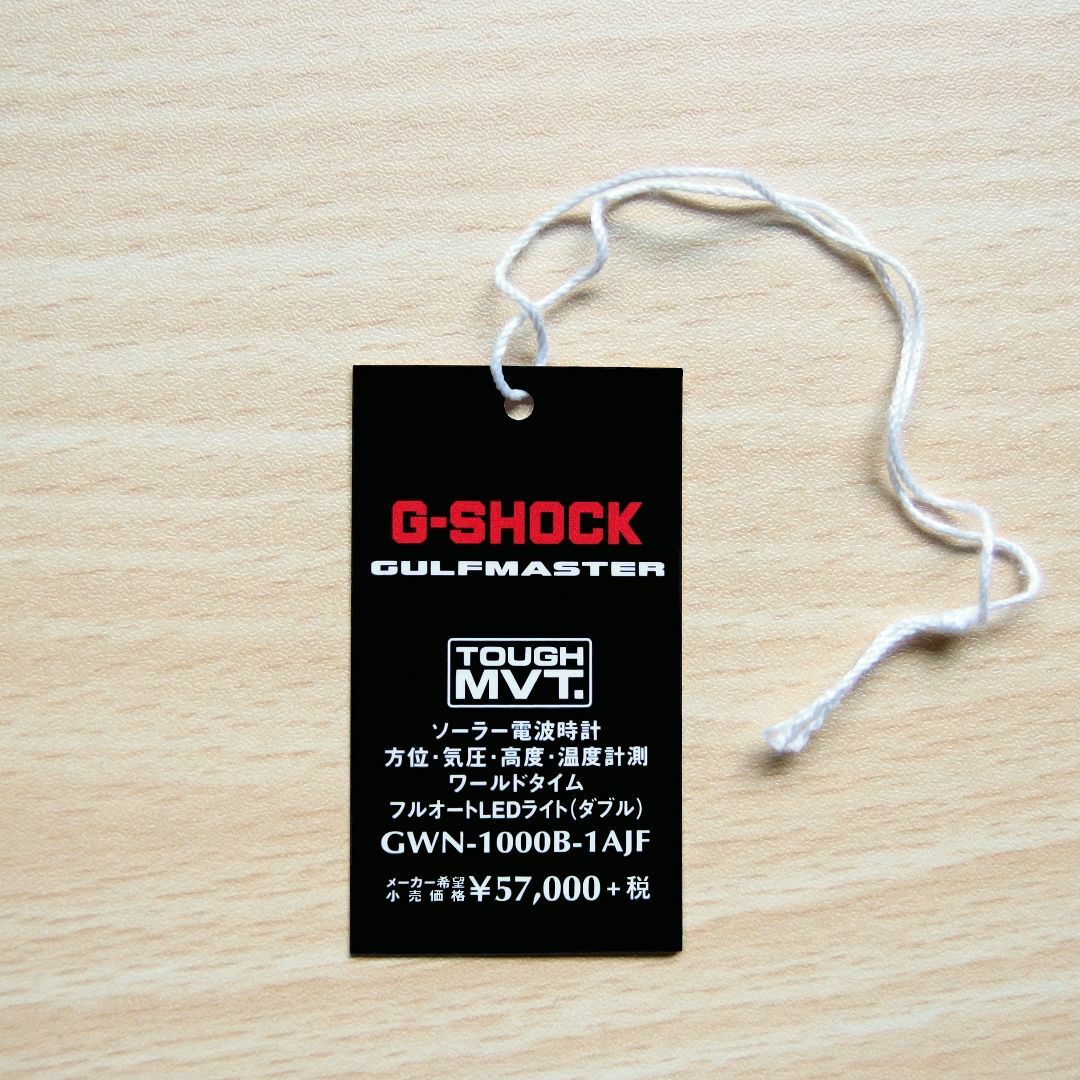 G-SHOCK
GULFMASTER
TOUGH
MVT.
ソーラー電波時計
方位・気圧・高度・温度計測
ワールドタイム
フルオートLEDライト(ダブル)
GWN-1000B-1AJF
メーカー希望
小売価格 ¥57,000+税